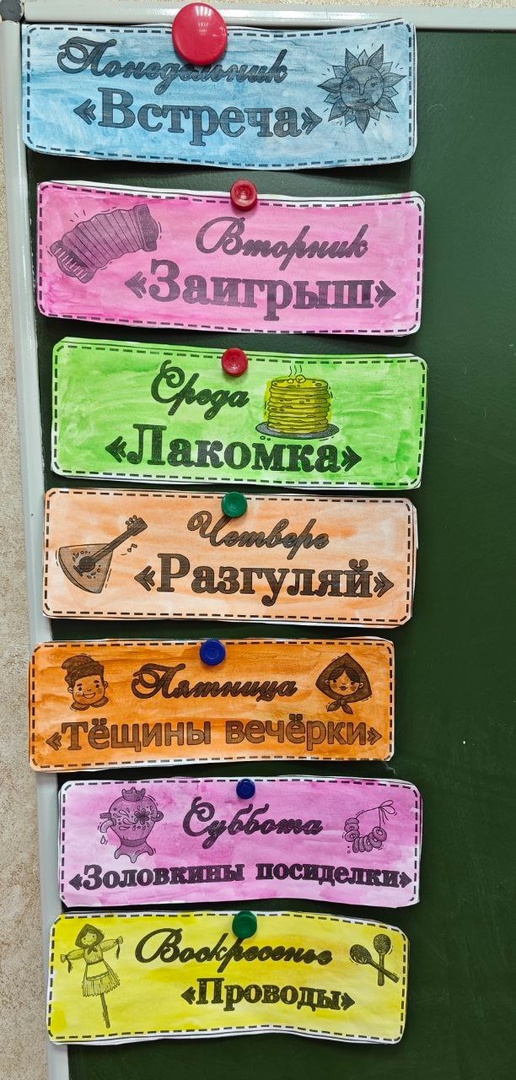 Понедельник
«Встреча»
Вторник
«Заигрыш»
Среда
«Лакомка»
Четверг
«Разгуляй»
Пятница
«Тёщины вечёрки»
Суббота
«Золовкины посиделки»
Воскресенье
«Проводы»